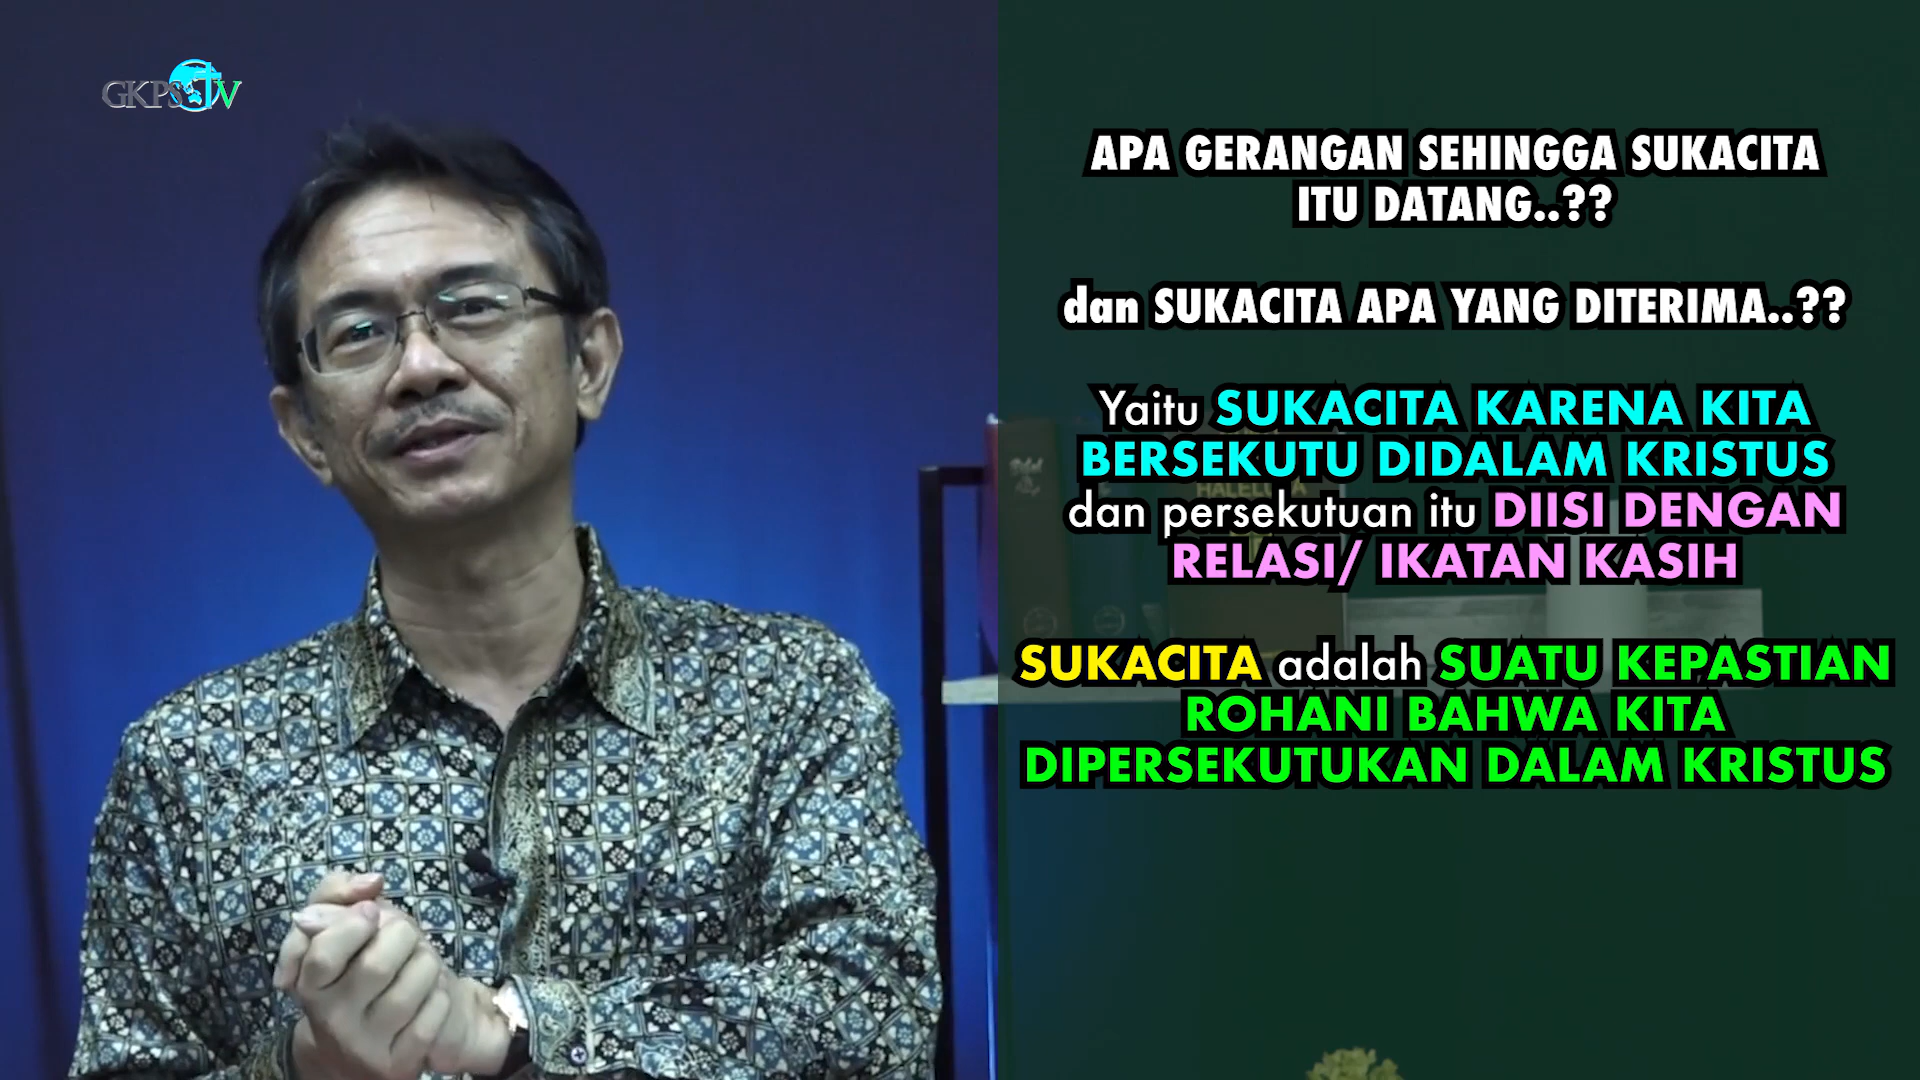 GKPS TV
APA GERANGAN SEHINGGA SUKACITA
ITU DATANG..??
dan SUKACITA APA YANG DITERIMA..??
Yaitu SUKACITA KARENA KITA
BERSEKUTU DIDALAM KRISTUS
dan persekutuan itu DIISI DENGAN
RELASI/ IKATAN KASIH
SUKACITA adalah SUATU KEPASTIAN
ROHANI BAHWA KITA
DIPERSEKUTUKAN DALAM KRISTUS